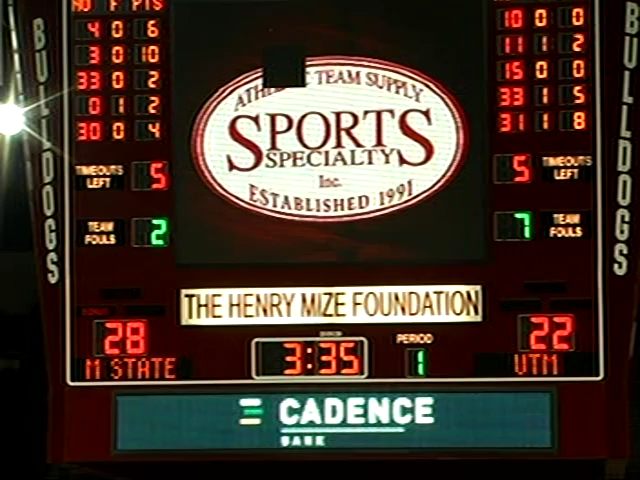 NO F PTS
4 0 6
3 0 10
33 0 2
0 1 2
30 0 4
10 0 0
11 1 2
15 0 0
33 1 5
31 1 8
BULLDOGS
BULLDOGS
TEAM SUPPLY
SPORTS
SPECIALTY
Inc.
ESTABLISHED 1991
TIMEOUTS
LEFT
5
5
TIMEOUTS
LEFT
TEAM
FOULS
2
7
TEAM
FOULS
THE HENRY MIZE FOUNDATION
28
M STATE
3:35
PERIOD
1
22
UTM
CADENCE
BANK